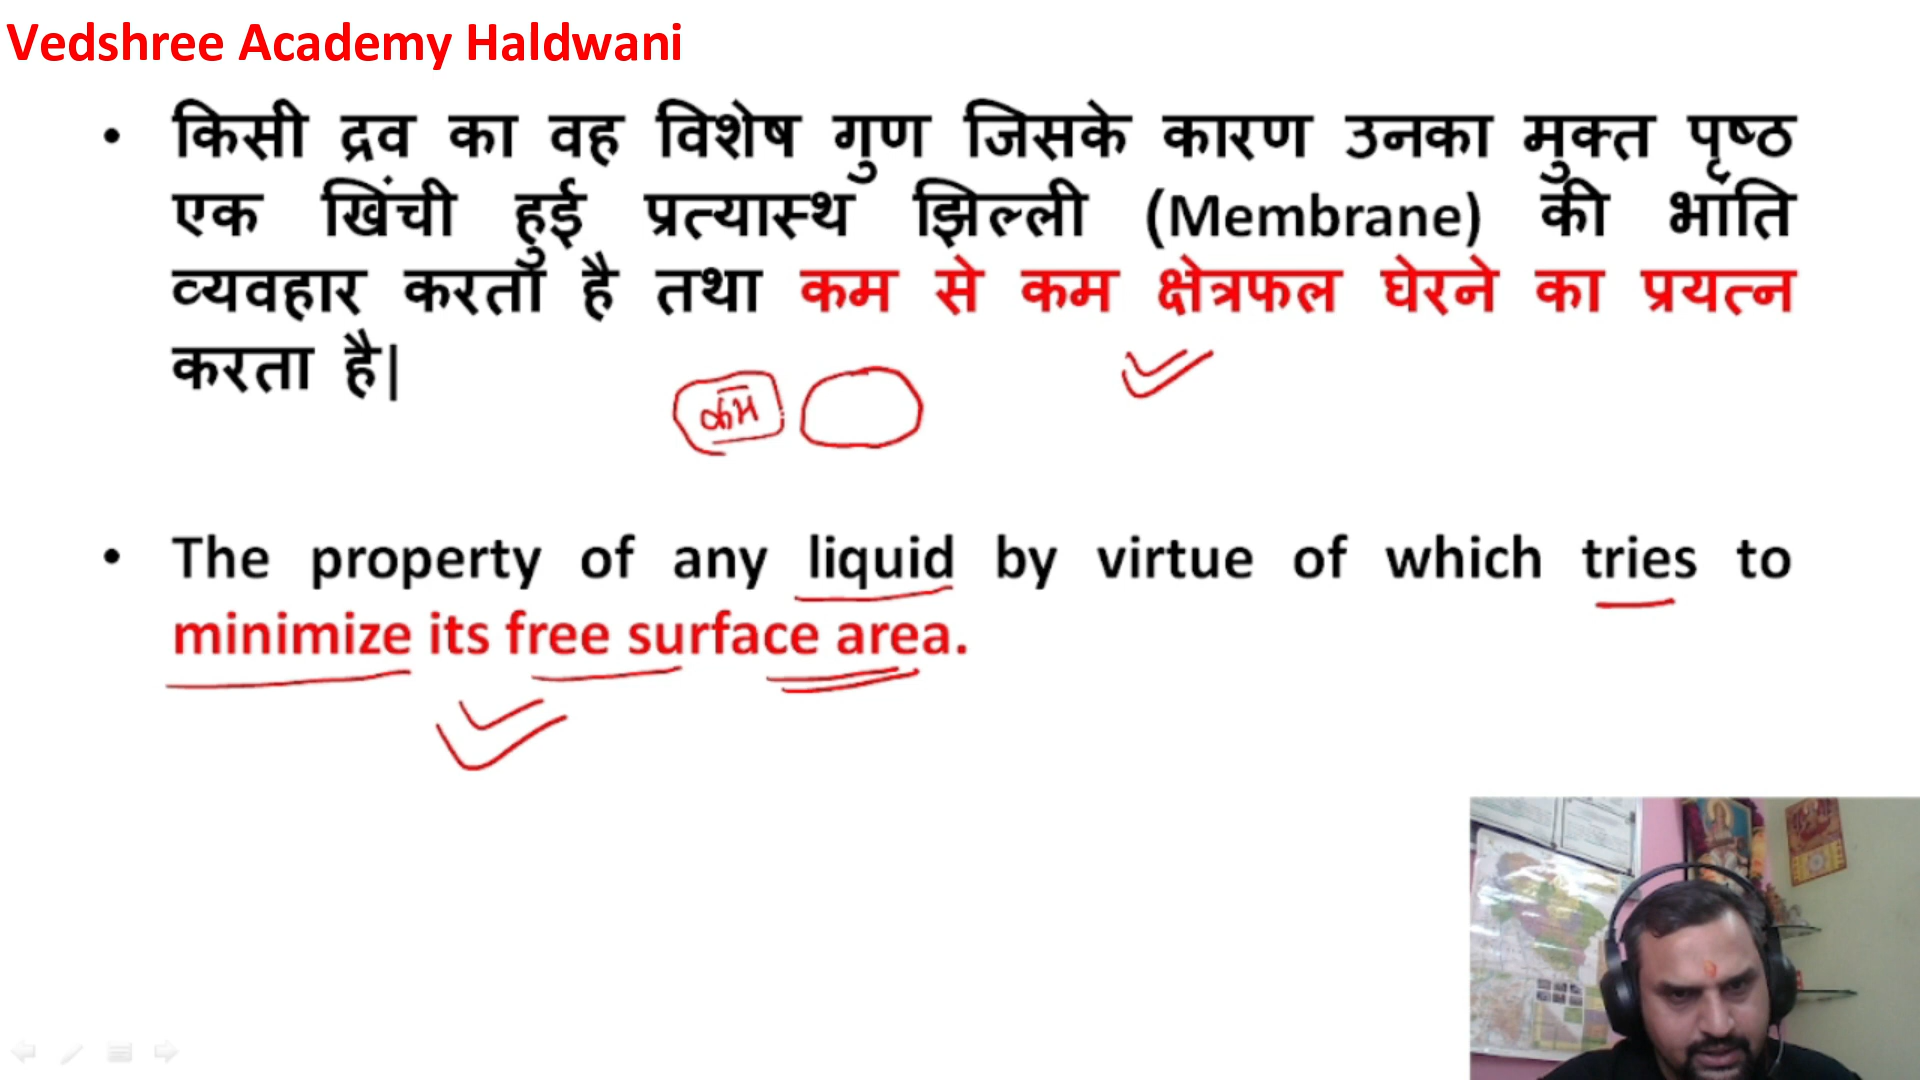 Vedshree Academy Haldwani
• किसी द्रव का वह विशेष गुण जिसके कारण उनका मुक्त पृष्ठ
एक खिंची हुई प्रत्यास्थ झिल्ली (Membrane) की भांति
व्यवहार करता है तथा कम से कम क्षेत्रफल घेरने का प्रयत्न
करता है|
कम
• The property of any liquid by virtue of which tries to
minimize its free surface area.